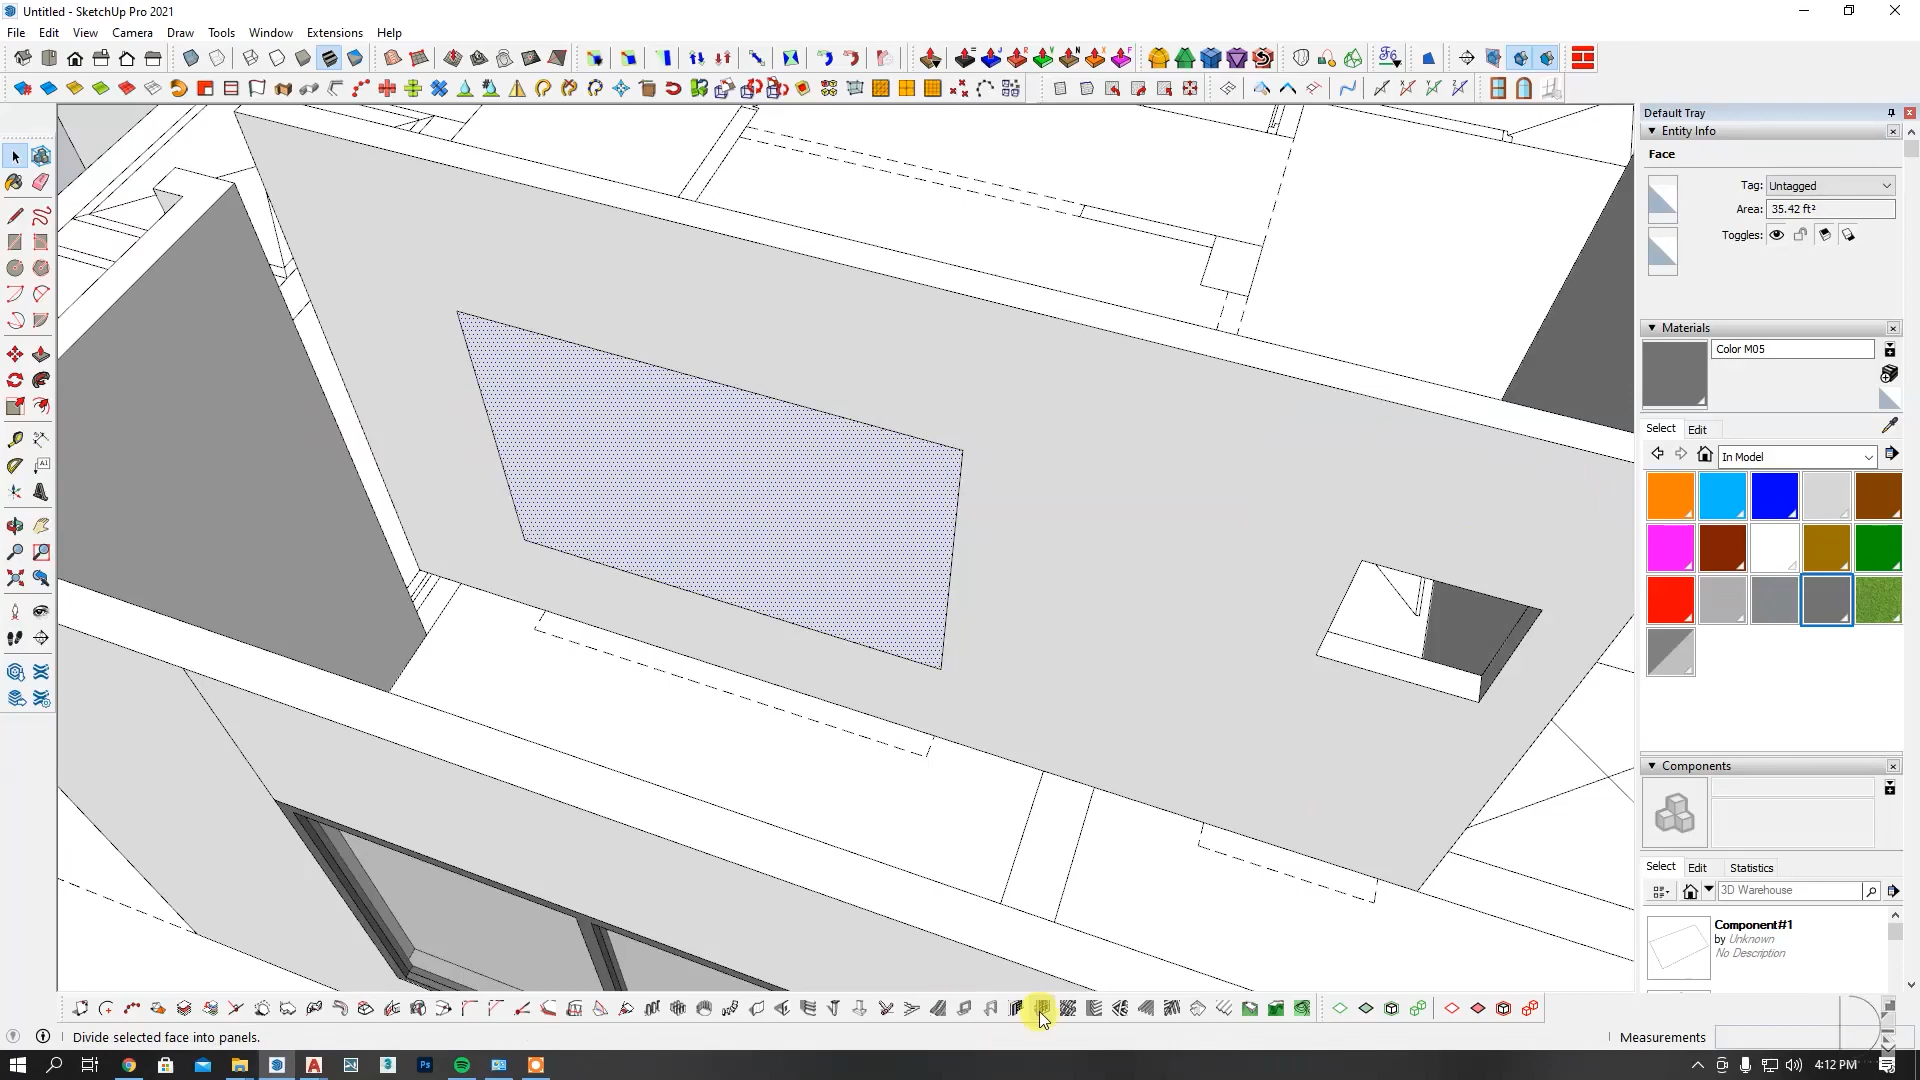 Untitled - SketchUp Pro 2021
File Edit View Camera Draw Tools Window Extensions Help
Default Tray
Entity Info
Face
Tag: Untagged
Area: 35.42 ft²
Toggles:
Materials
Color M05
Select Edit
In Model
Components
Select Edit Statistics
3D Warehouse
Component#1
by Unknown
No Description
Divide selected face into panels.
Measurements
4:12 PM